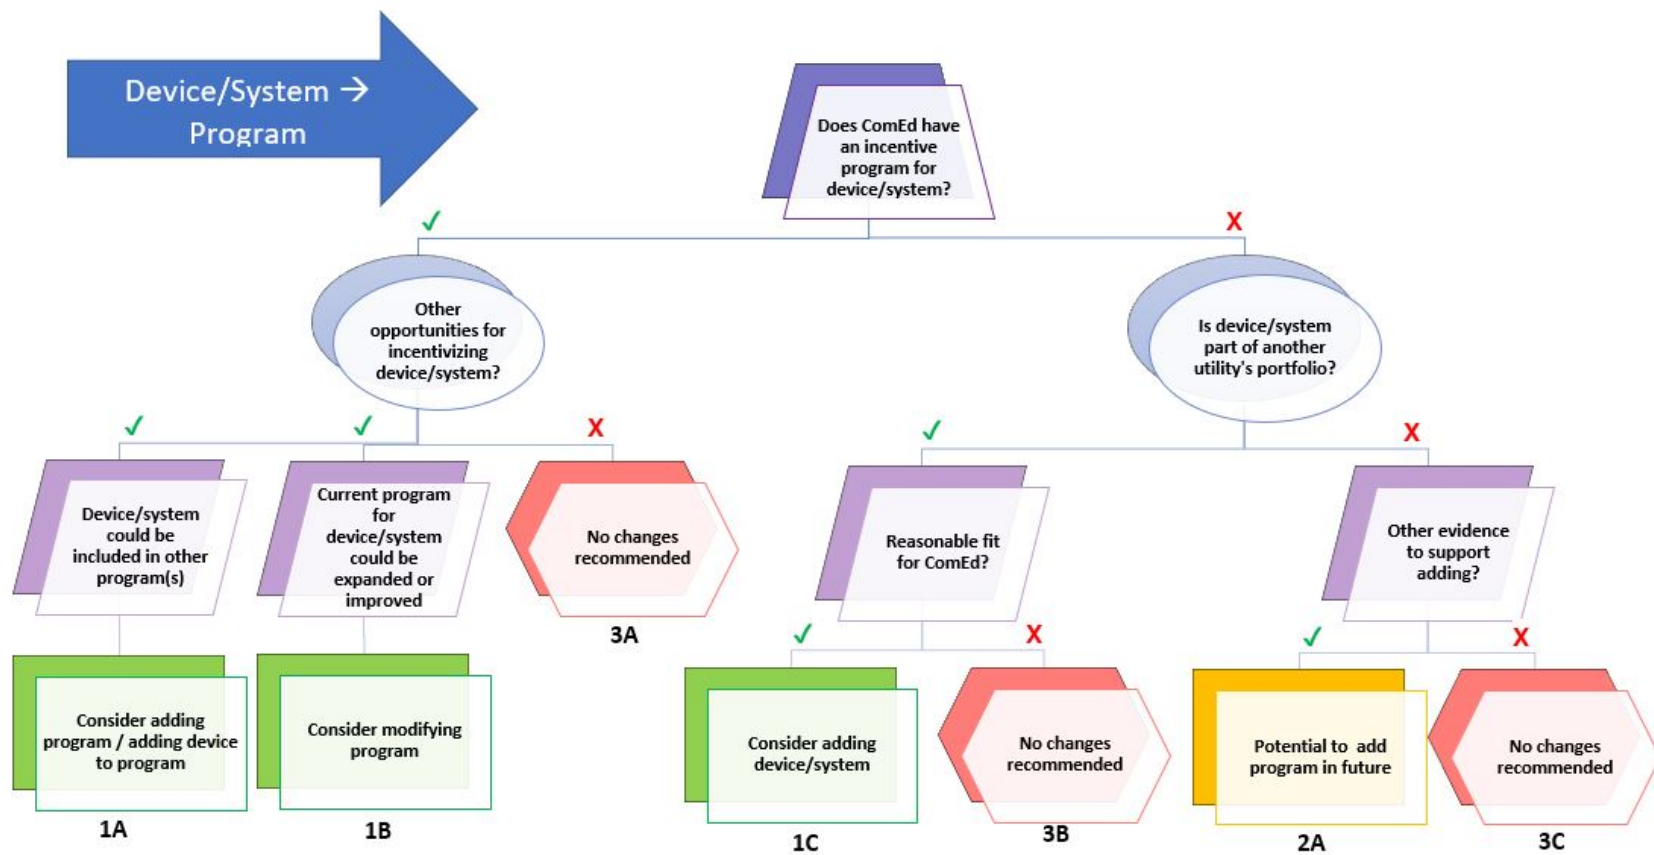 Device/System →
Program
Does ComEd have
an incentive
program for
device/system?
✓
X
Other
opportunities for
incentivizing
device/system?
Is device/system
part of another
utility's portfolio?
✓
✓
X
✓
X
Device/system
could be
included in other
program(s)
Current program
for
device/system
could be
expanded or
improved
No changes
recommended
3A
Reasonable fit
for ComEd?
Other evidence
to support
adding?
✓
X
✓
X
Consider adding
program / adding device
to program
1A
Consider modifying
program
1B
Consider adding
device/system
1C
No changes
recommended
3B
Potential to add
program in future
2A
No changes
recommended
3C